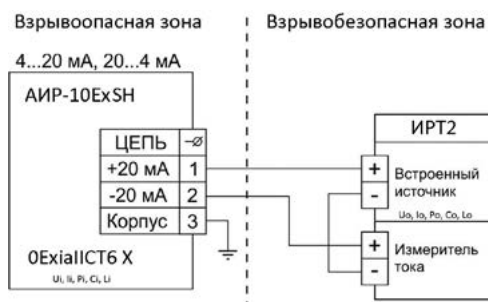 Взрывоопасная зона
Взрывобезопасная зона
4...20 мА, 20...4 мА
АИР-10ExSH
ЦЕПЬ -Ø
+20 мА 1
-20 мА 2
Корпус 3
0ExiaIICT6 X
Ui, Ii, Pi, Ci, Li
ИРТ2
+
-
Встроенный
источник
Uo, Io, Po, Co, Lo
+
-
Измеритель
тока